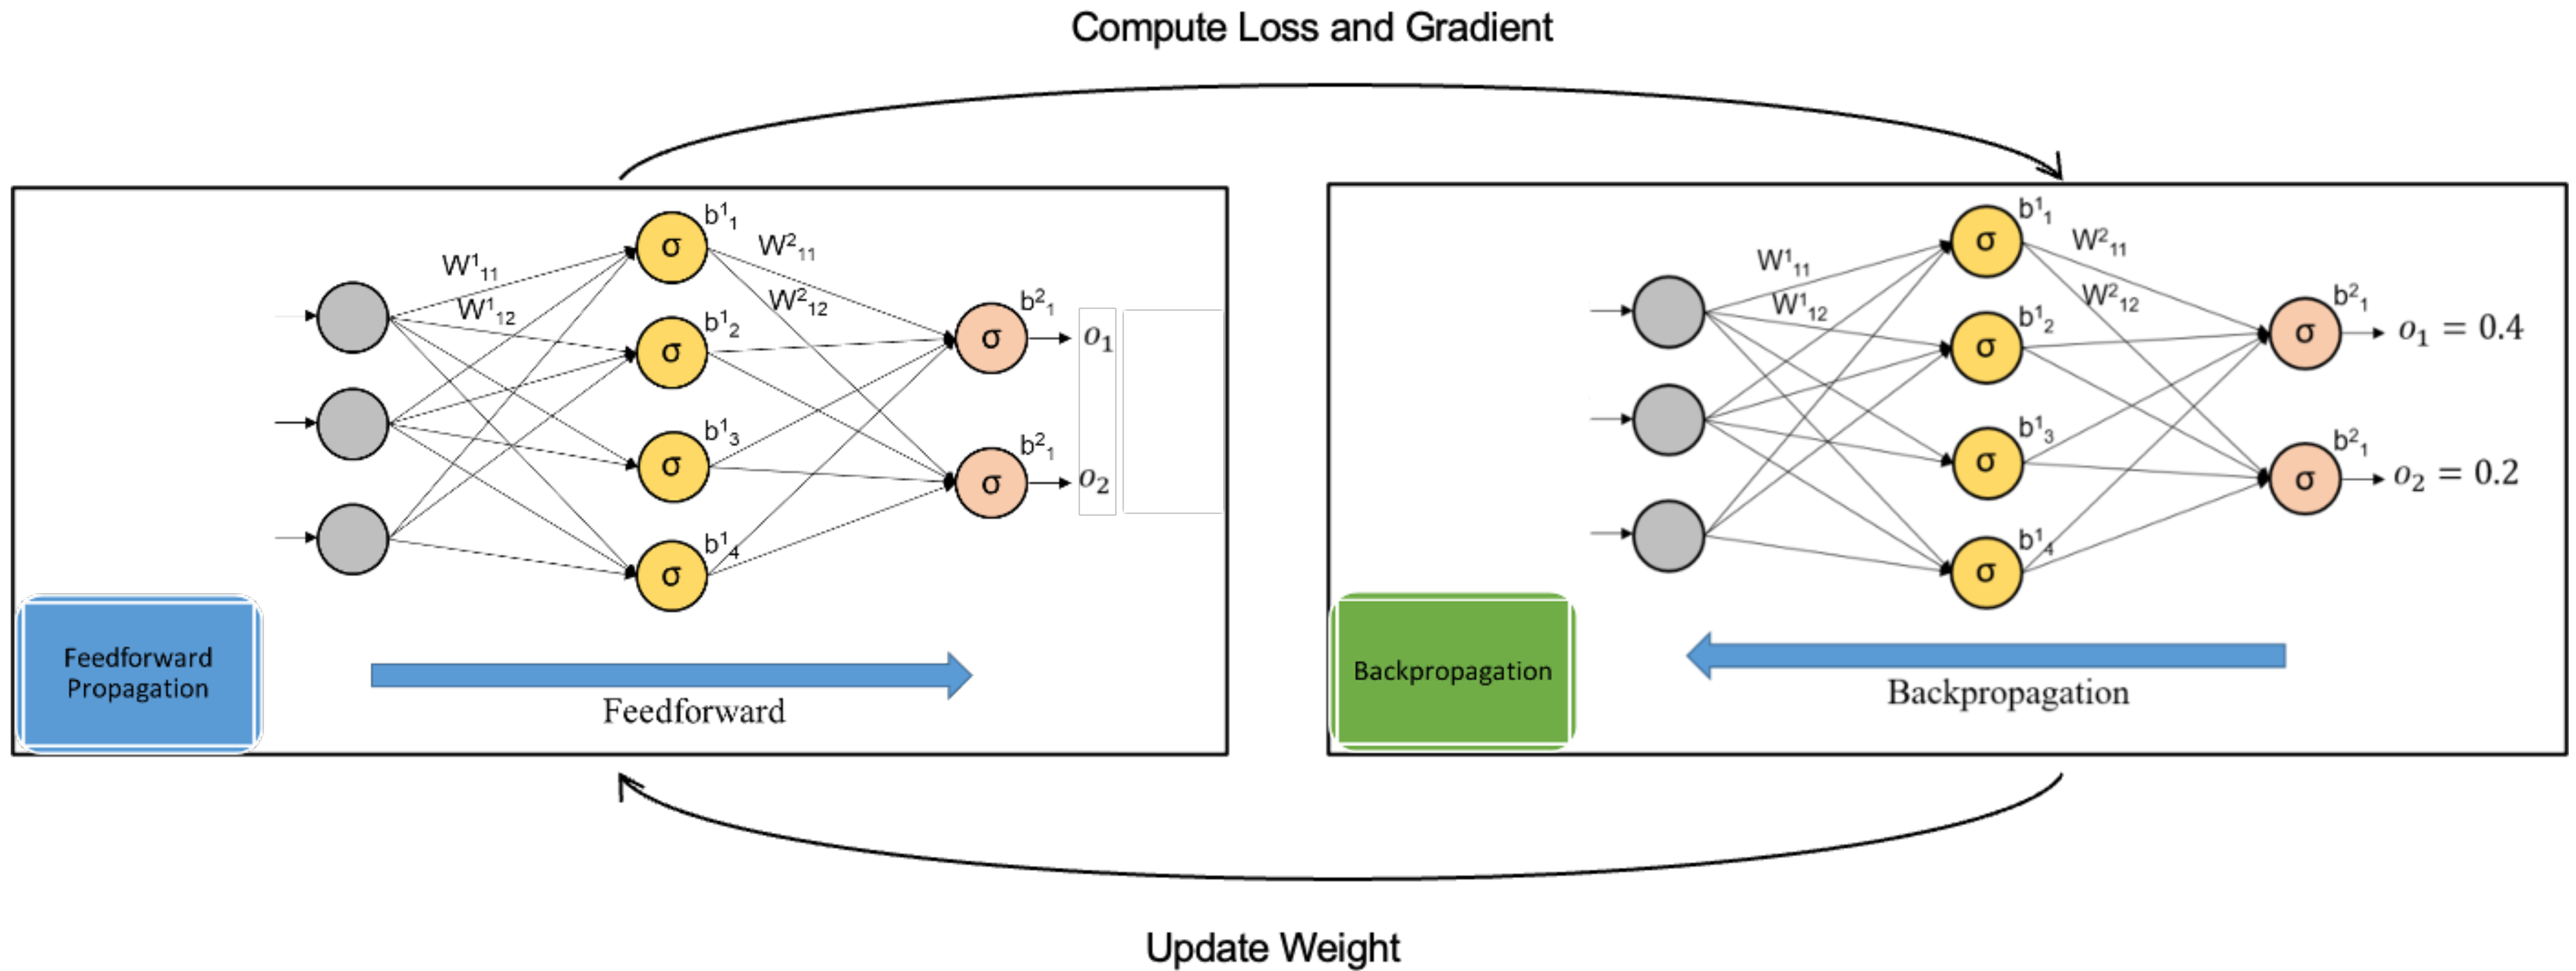 Compute Loss and Gradient
b¹₁
W¹₁₁
W²₁₁
σ
W¹₁₂
W²₁₂
b¹₂
σ
b²₁
σ
o₁
b¹₃
σ
b²₁
σ
o₂
b¹₄
σ
Feedforward
Propagation
Feedforward
b¹₁
W¹₁₁
W²₁₁
σ
W¹₁₂
W²₁₂
b¹₂
σ
b²₁
σ
o₁ = 0.4
b¹₃
σ
b²₁
σ
o₂ = 0.2
b¹₄
σ
Backpropagation
Backpropagation
Update Weight